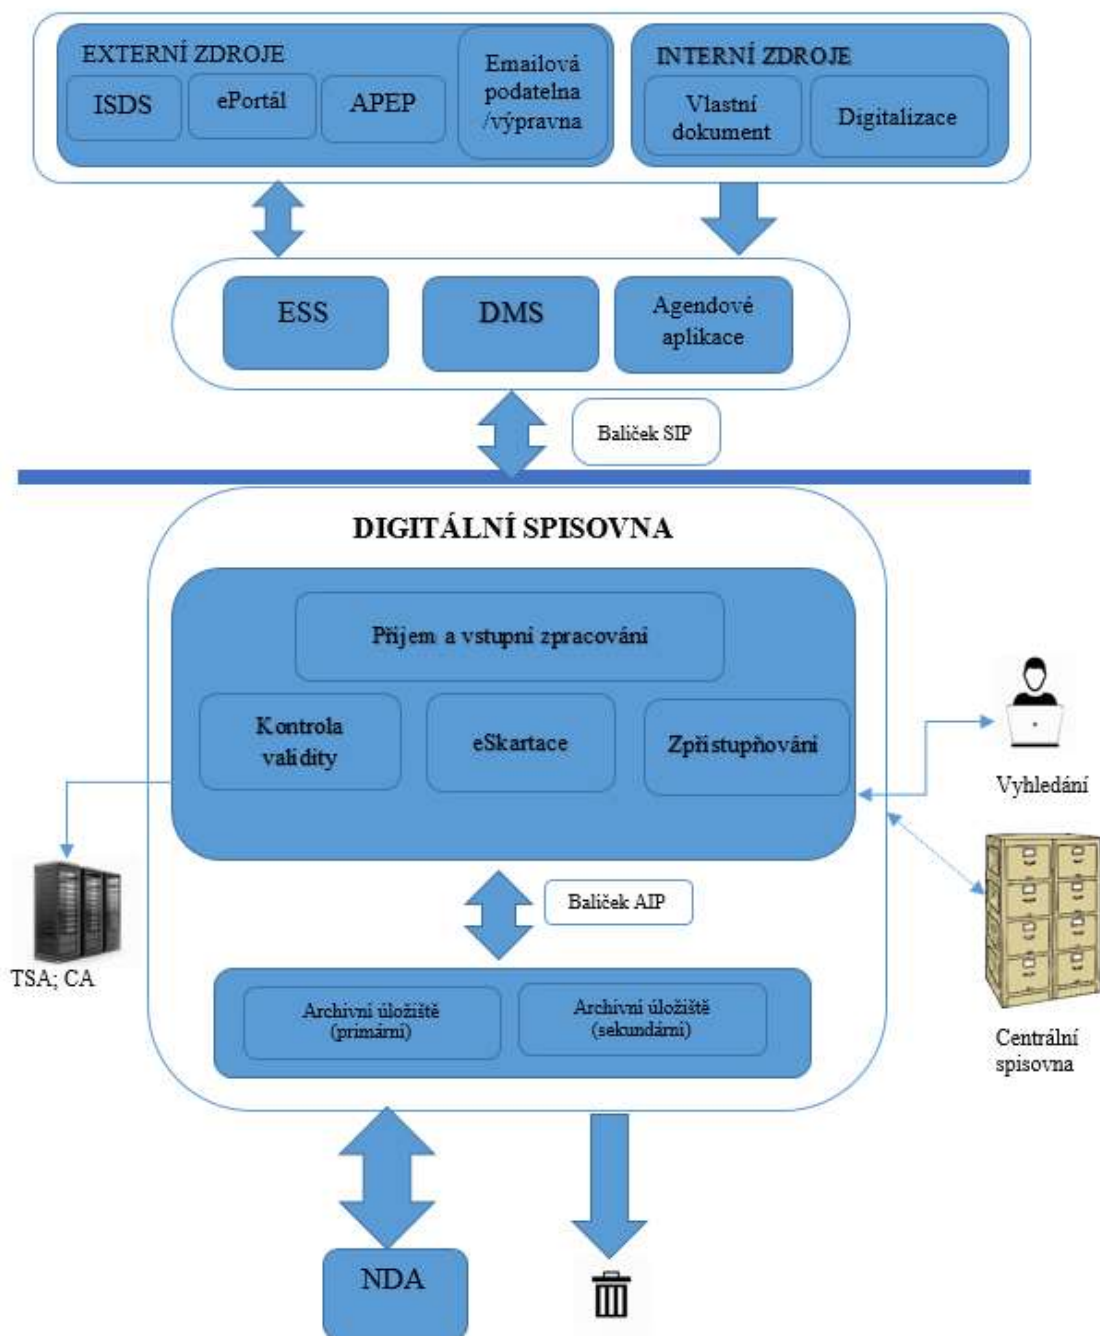 EXTERNÍ ZDROJE
ISDS
ePortál
APEP
Emailová
podatelna
/výpravna
INTERNÍ ZDROJE
Vlastní
dokument
Digitalizace
ESS
DMS
Agendové
aplikace
Balíček SIP
DIGITÁLNÍ SPISOVNA
Příjem a vstupní zpracování
Kontrola
validity
eSkartace
Zpřístupňování
Vyhledání
TSA; CA
Balíček AIP
Archivní úložiště
(primární)
Archivní úložiště
(sekundární)
Centrální
spisovna
NDA